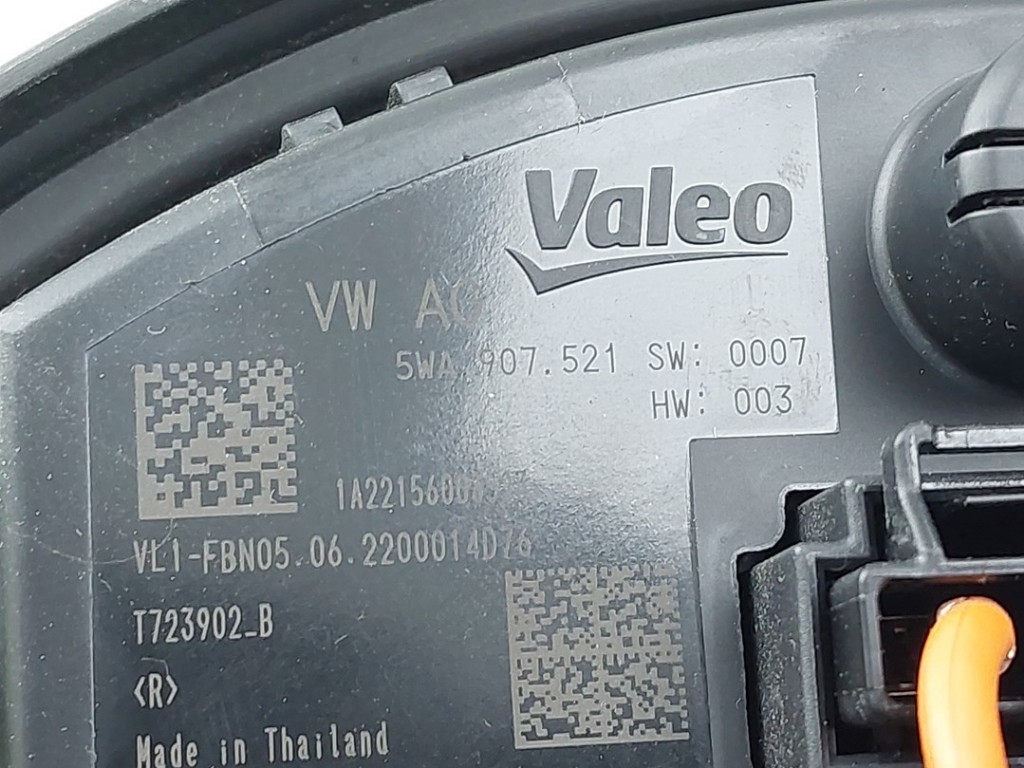 Valeo
VW AG
5WA.907.521 SW: 0007
HW: 003
VL1-FBN05.06.2200014D76
T723902_B
<R>
Made in Thailand